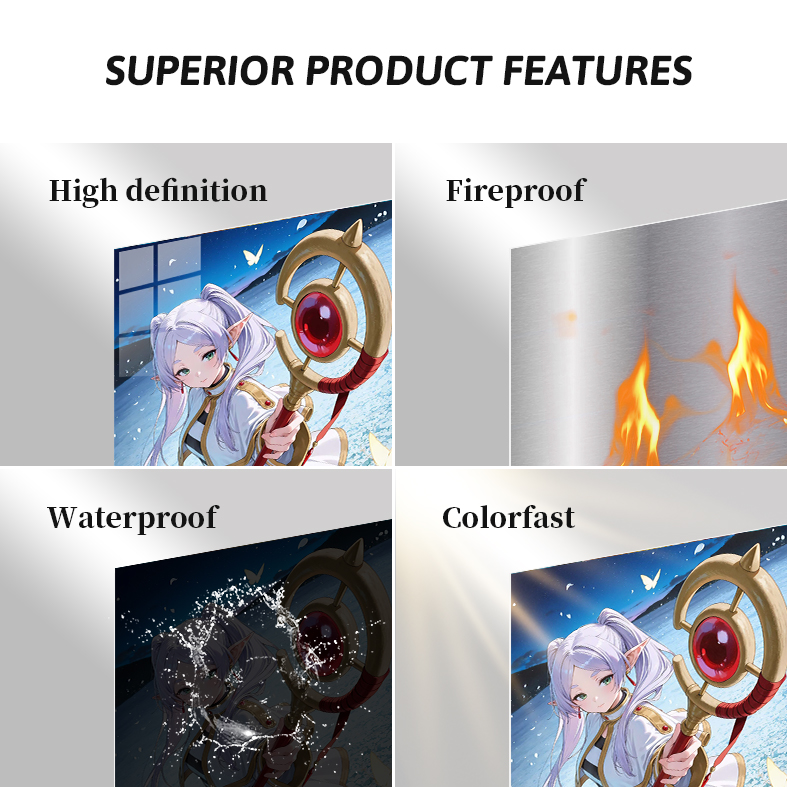 SUPERIOR PRODUCT FEATURES
High definition
Fireproof
Waterproof
Colorfast